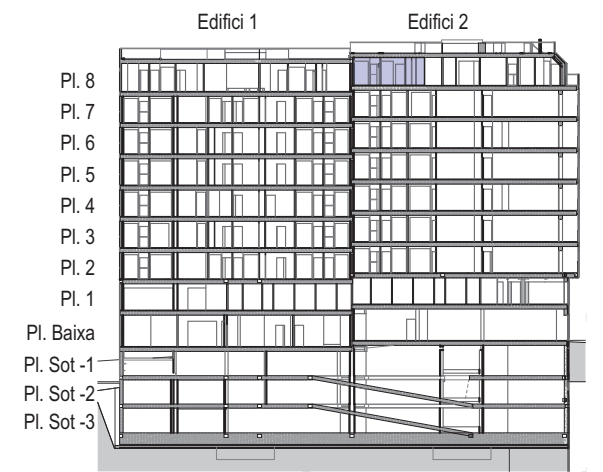 Edifici 1 Edifici 2
Pl. 8
Pl. 7
Pl. 6
Pl. 5
Pl. 4
Pl. 3
Pl. 2
Pl. 1
Pl. Baixa
Pl. Sot -1
Pl. Sot -2
Pl. Sot -3